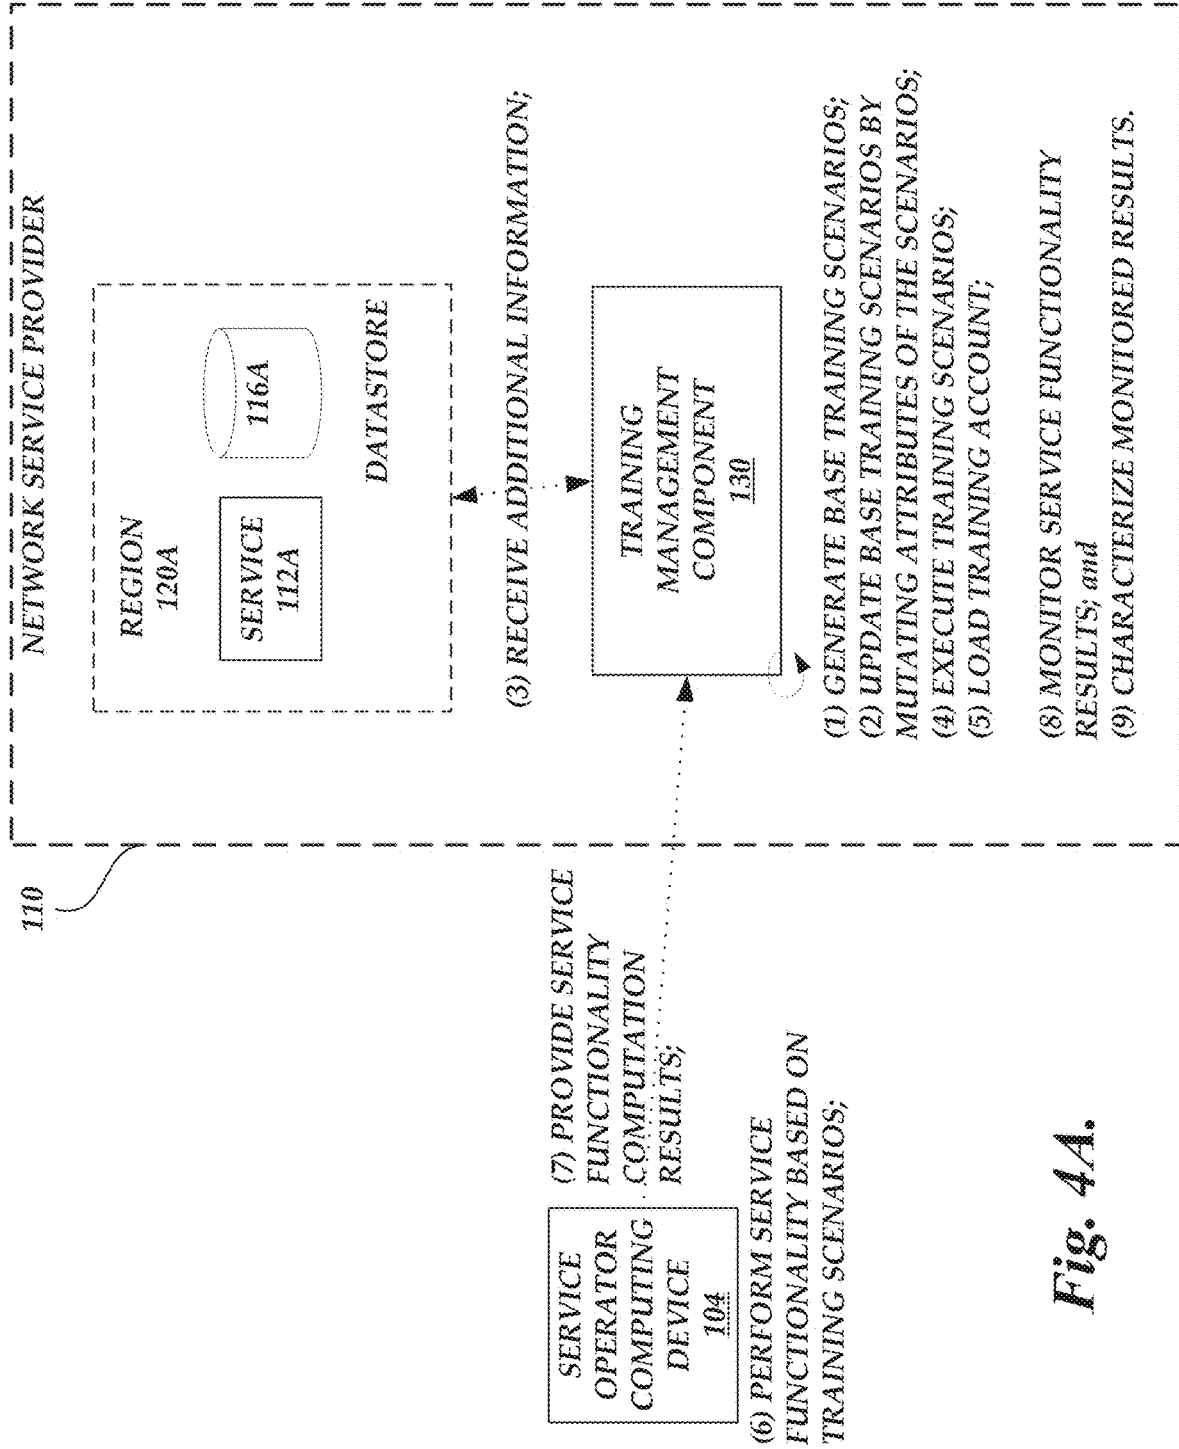 110
NETWORK SERVICE PROVIDER
REGION
120A
SERVICE
112A
116A
DATASTORE
(3) RECEIVE ADDITIONAL INFORMATION;
(7) PROVIDE SERVICE
FUNCTIONALITY
COMPUTATION
RESULTS;
SERVICE
OPERATOR
COMPUTING
DEVICE
104
TRAINING
MANAGEMENT
COMPONENT
130
(6) PERFORM SERVICE
FUNCTIONALITY BASED ON
TRAINING SCENARIOS;
(1) GENERATE BASE TRAINING SCENARIOS;
(2) UPDATE BASE TRAINING SCENARIOS BY
MUTATING ATTRIBUTES OF THE SCENARIOS;
(4) EXECUTE TRAINING SCENARIOS;
(5) LOAD TRAINING ACCOUNT;
(8) MONITOR SERVICE FUNCTIONALITY
RESULTS; and
(9) CHARACTERIZE MONITORED RESULTS.
Fig. 4A.